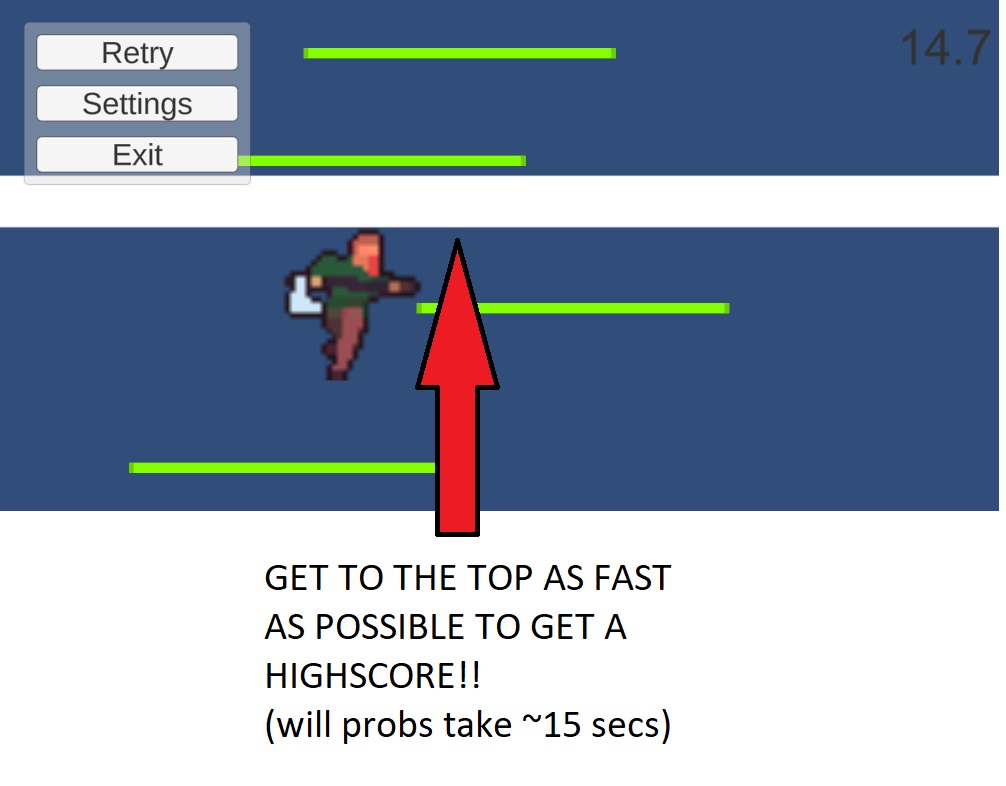 Retry
14.7
Settings
Exit
GET TO THE TOP AS FAST
AS POSSIBLE TO GET A
HIGHSCORE!!
(will probs take ~15 secs)